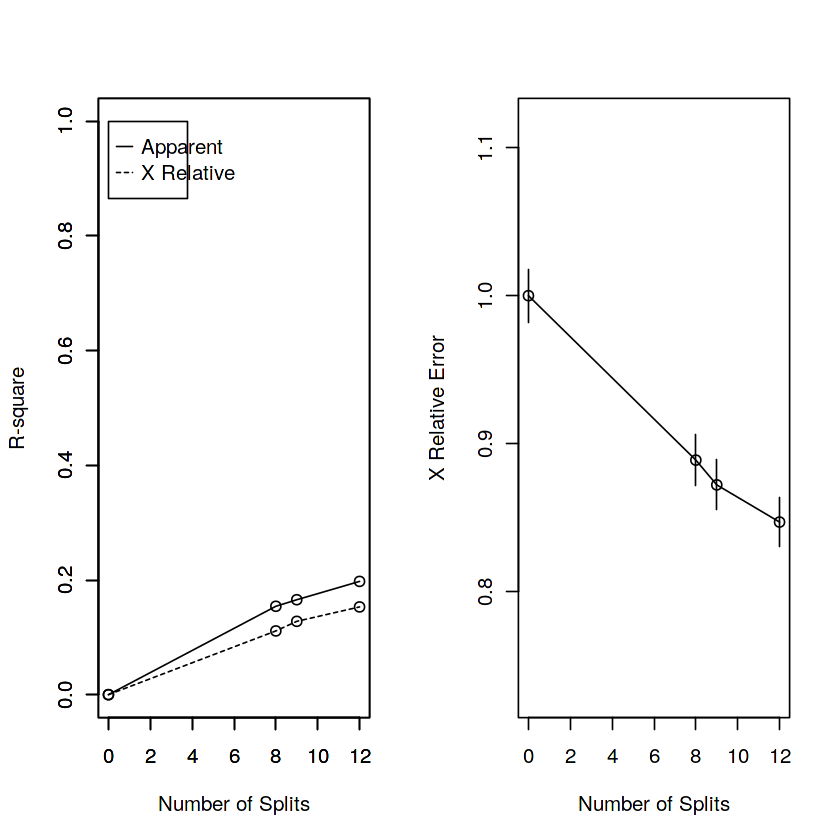 R-square
1.0
0.8
0.6
0.4
0.2
0.0
Apparent
X Relative
0 2 4 6 8 10 12
Number of Splits
X Relative Error
1.1
1.0
0.9
0.8
0 2 4 6 8 10 12
Number of Splits